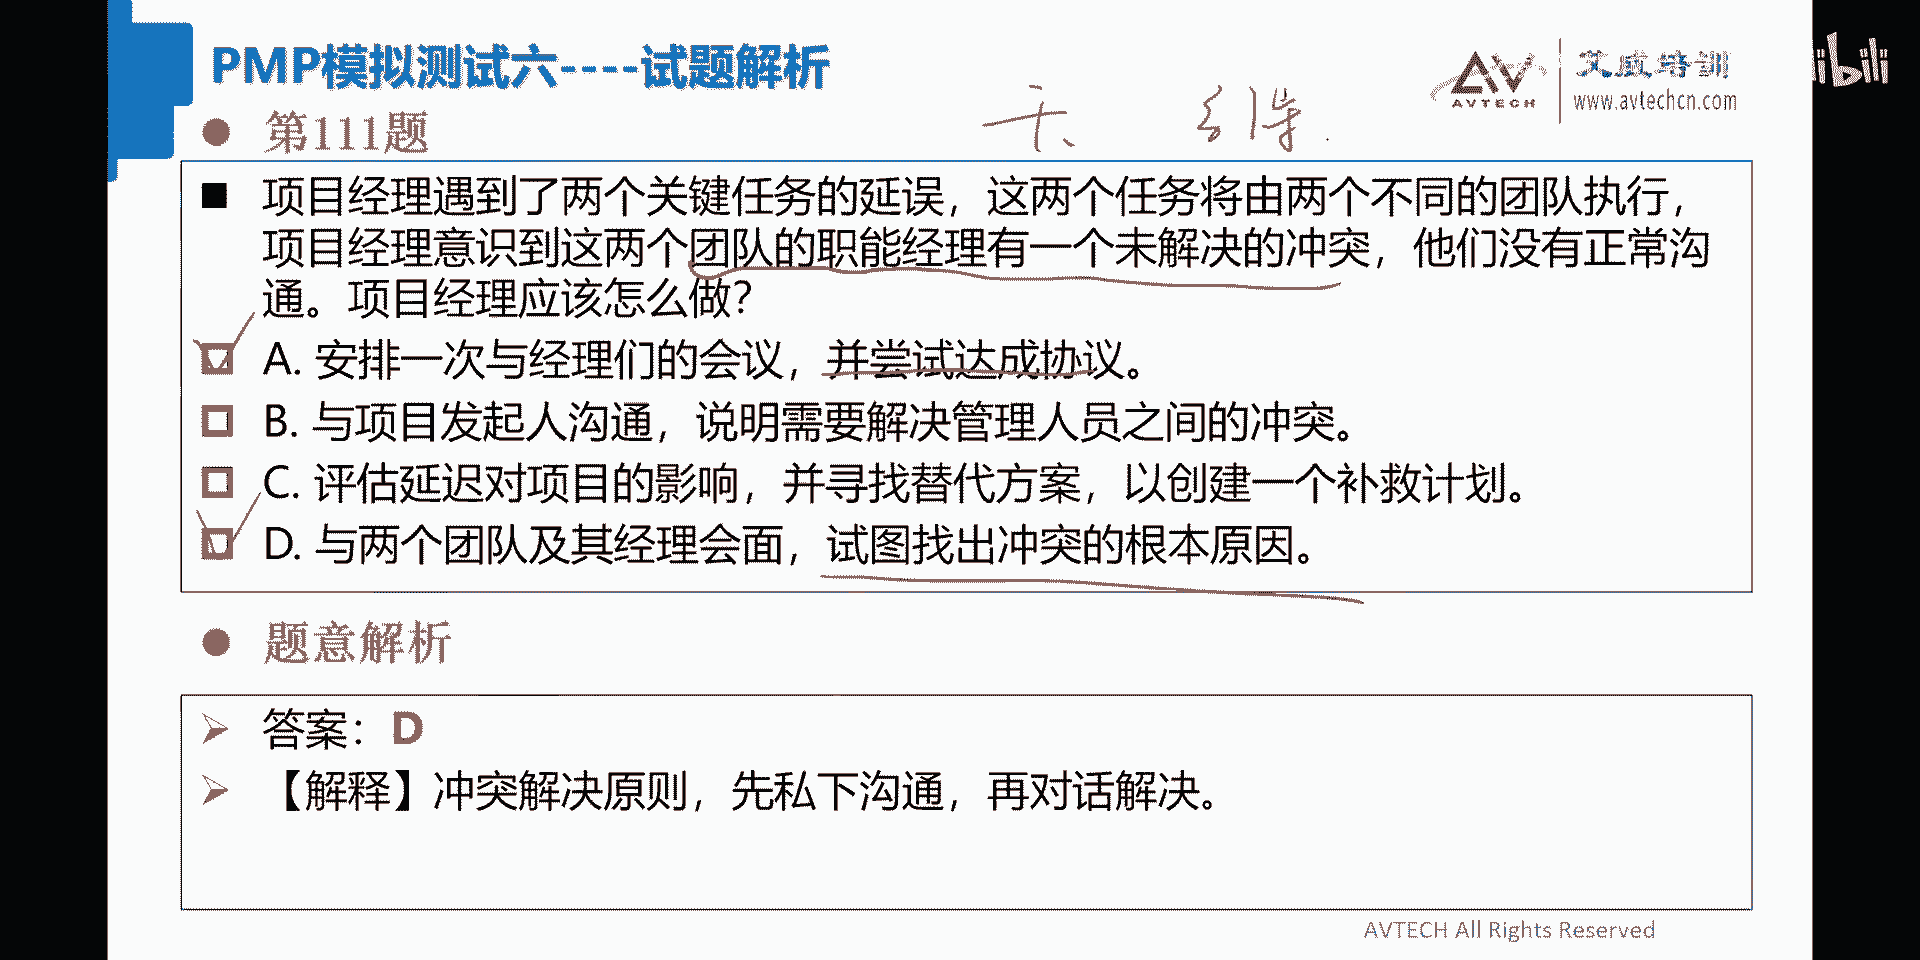 PMP模拟测试六----试题解析
艾威培训
AVTECH
www.avtechcn.com
bili
第111题
项目经理遇到了两个关键任务的延误，这两个任务将由两个不同的团队执行，
项目经理意识到这两个团队的职能经理有一个未解决的冲突，他们没有正常沟
通。项目经理应该怎么做？
A. 安排一次与经理们的会议，并尝试达成协议。
B. 与项目发起人沟通，说明需要解决管理人员之间的冲突。
C. 评估延迟对项目的影响，并寻找替代方案，以创建一个补救计划。
D. 与两个团队及其经理会面，试图找出冲突的根本原因。
题意解析
答案：D
【解释】冲突解决原则，先私下沟通，再对话解决。
AVTECH All Rights Reserved